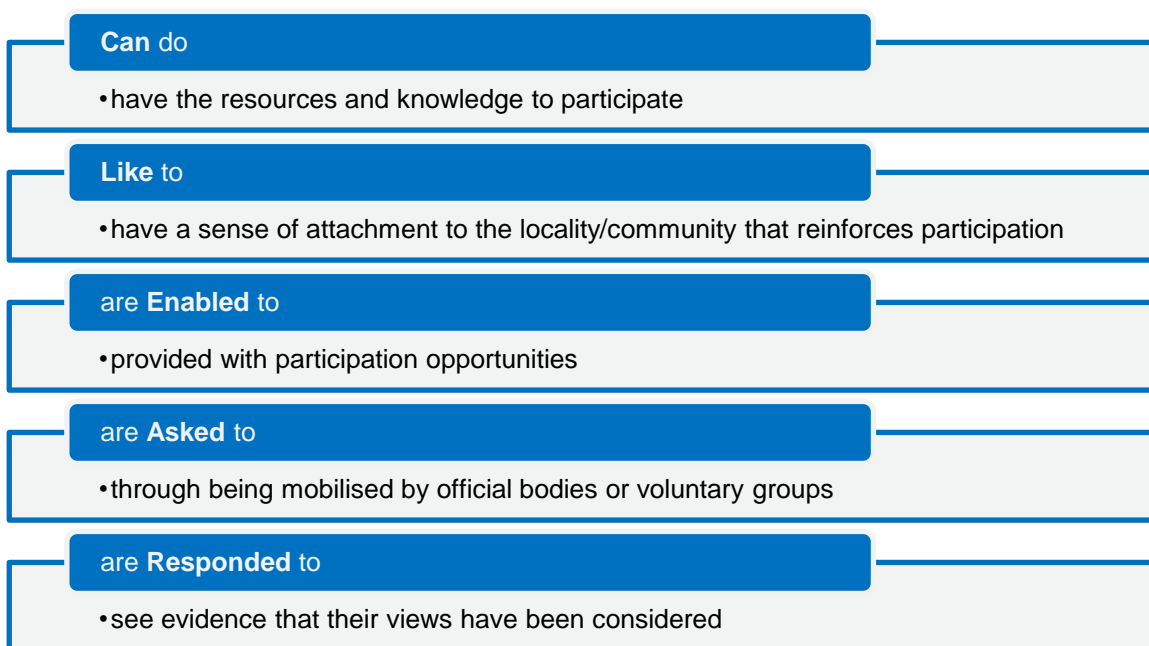 Can do
•have the resources and knowledge to participate
Like to
•have a sense of attachment to the locality/community that reinforces participation
are Enabled to
•provided with participation opportunities
are Asked to
•through being mobilised by official bodies or voluntary groups
are Responded to
•see evidence that their views have been considered